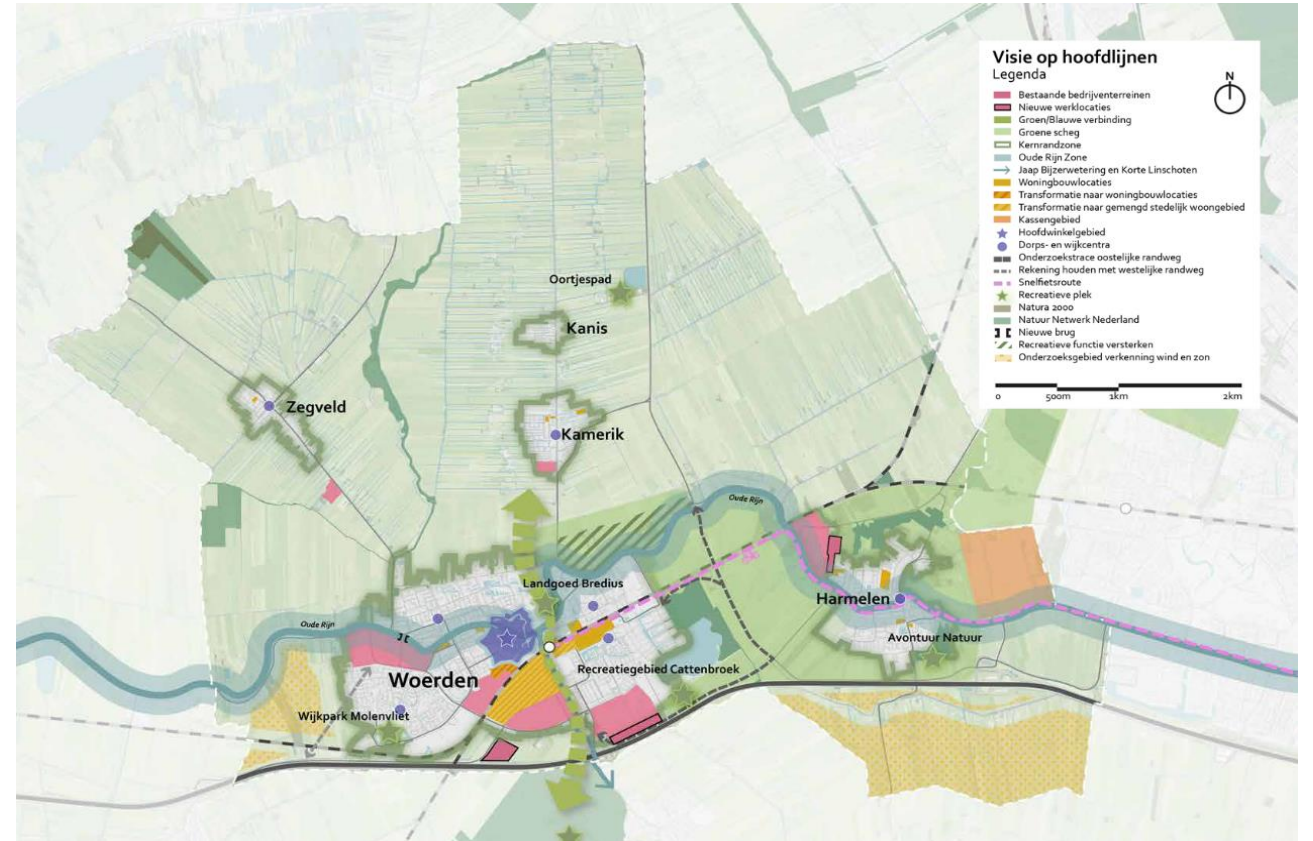 Visie op hoofdlijnen
Legenda
N
Bestaande bedrijventerreinen
Nieuwe werklocaties
Groen/Blauwe verbinding
Groene scheg
Kernrandzone
Oude Rijn Zone
Jaap Bijzerwetering en Korte Linschoten
Woningbouwlocaties
Transformatie naar woningbouwlocaties
Transformatie naar gemengd stedelijk woongebied
Kassengebied
Hoofdwinkelgebied
Dorps- en wijkcentra
Onderzoekstrace oostelijke randweg
Rekening houden met westelijke randweg
Snelfietsroute
Recreatieve plek
Natura 2000
Natuur Netwerk Nederland
Nieuwe brug
Recreatieve functie versterken
Onderzoeksgebied verkenning wind en zon
0 500m 1km 2km
Oortjespad
Kanis
Zegveld
Kamerik
Oude Rijn
Landgoed Bredius
Harmelen
Oude Rijn
Avontuur Natuur
Recreatiegebied Cattenbroek
Woerden
Wijkpark Molenvliet